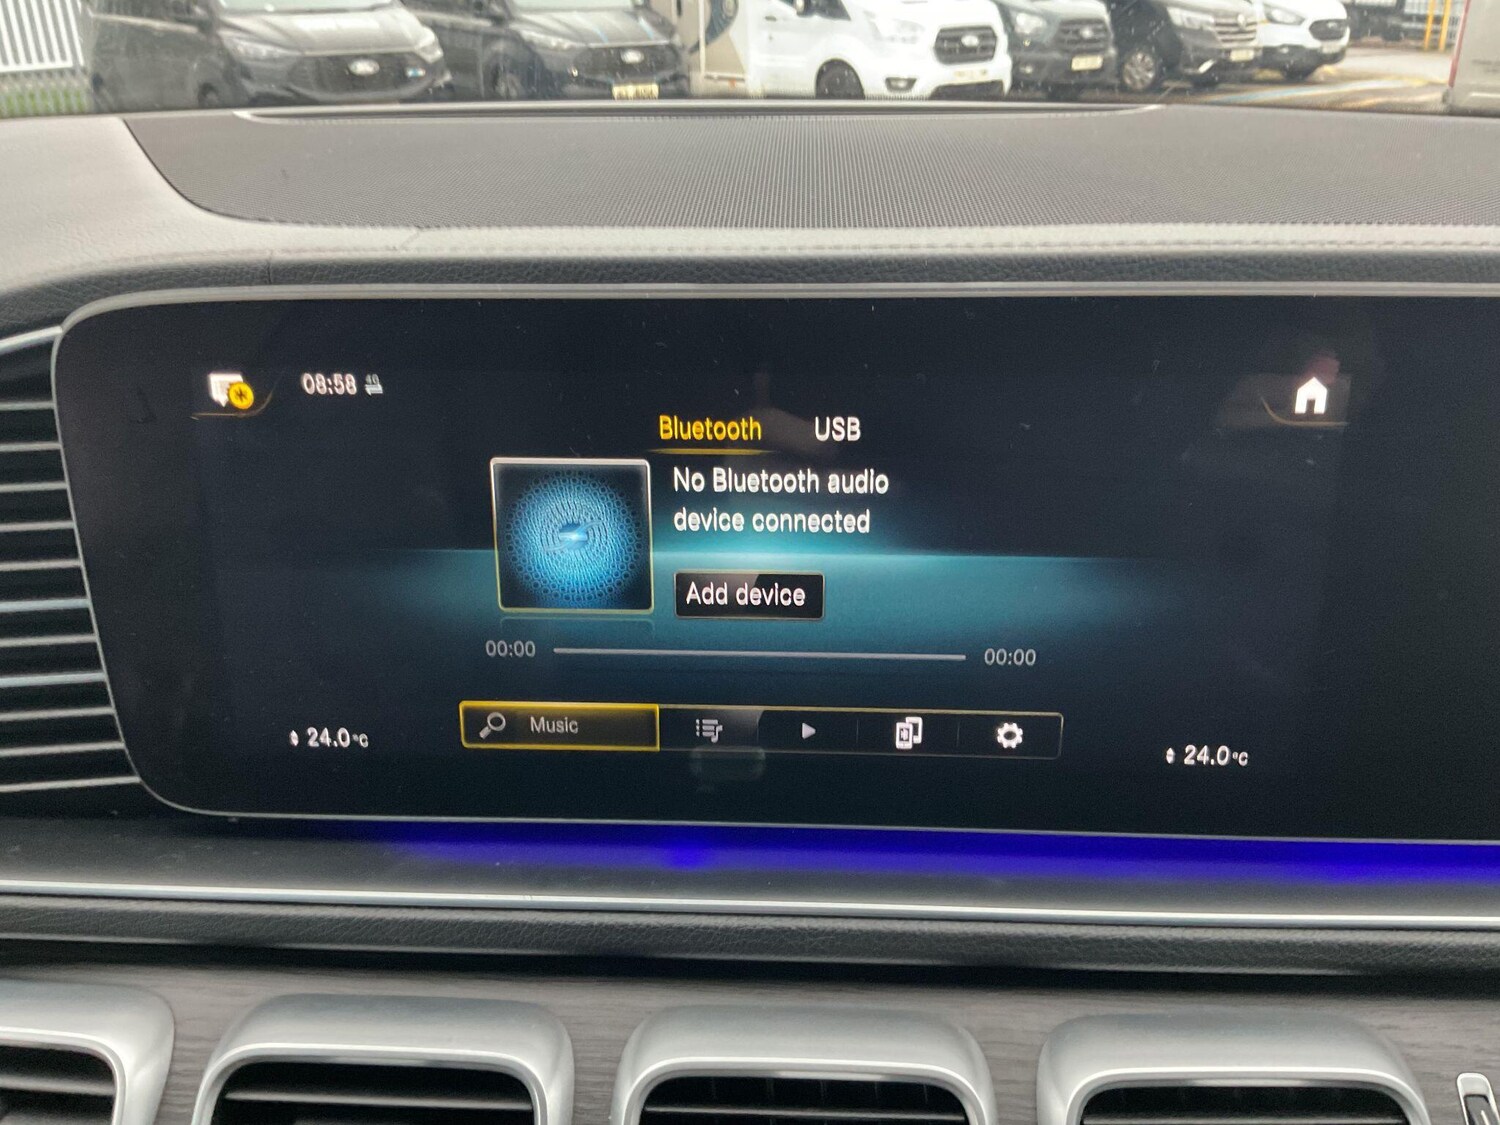 08:58 4G
Bluetooth USB
No Bluetooth audio
device connected
Add device
00:00 00:00
Music
24.0°C 24.0°C